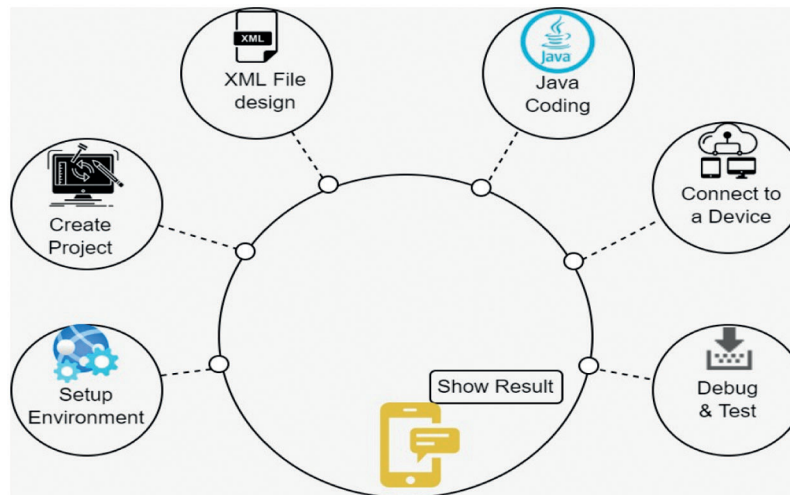 XML
XML File
design
Java
Java
Coding
Create
Project
Connect to
a Device
Setup
Environment
Show Result
Debug
& Test